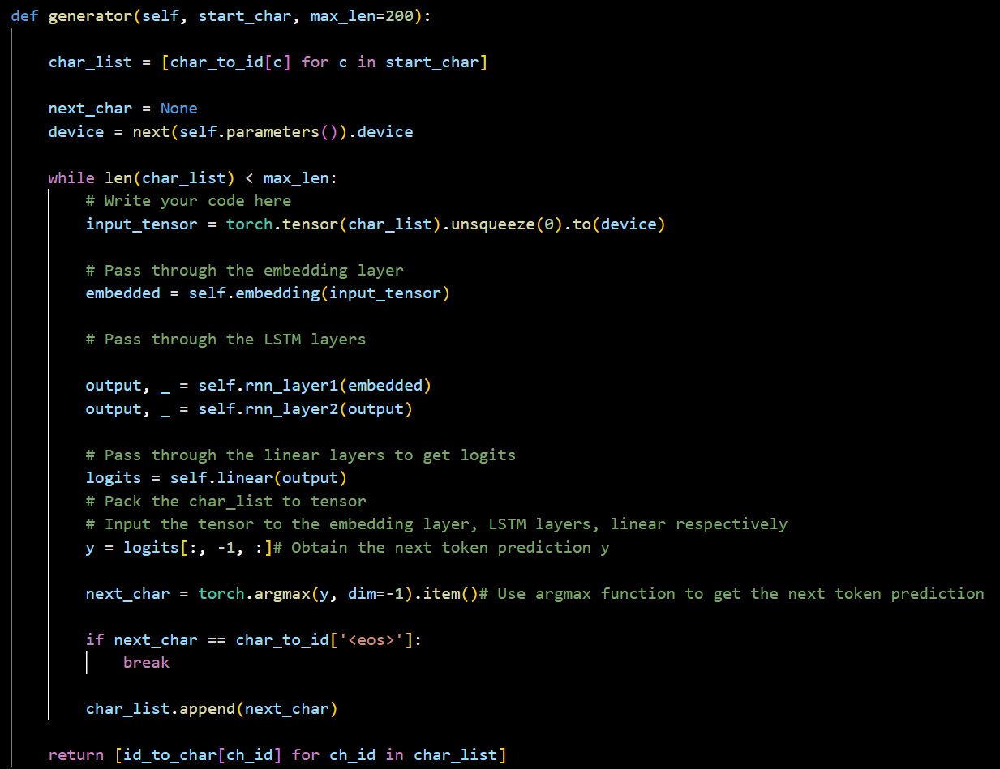 def generator(self, start_char, max_len=200):
char_list = [char_to_id[c] for c in start_char]
next_char = None
device = next(self.parameters()).device
while len(char_list) < max_len:
# Write your code here
input_tensor = torch.tensor(char_list).unsqueeze(0).to(device)
# Pass through the embedding layer
embedded = self.embedding(input_tensor)
# Pass through the LSTM layers
output, _ = self.rnn_layer1(embedded)
output, _ = self.rnn_layer2(output)
# Pass through the linear layers to get logits
logits = self.linear(output)
# Pack the char_list to tensor
# Input the tensor to the embedding layer, LSTM layers, linear respectively
y = logits[:, -1, :]# Obtain the next token prediction y
next_char = torch.argmax(y, dim=-1).item()# Use argmax function to get the next token prediction
if next_char == char_to_id['<eos>']:
break
char_list.append(next_char)
return [id_to_char[ch_id] for ch_id in char_list]